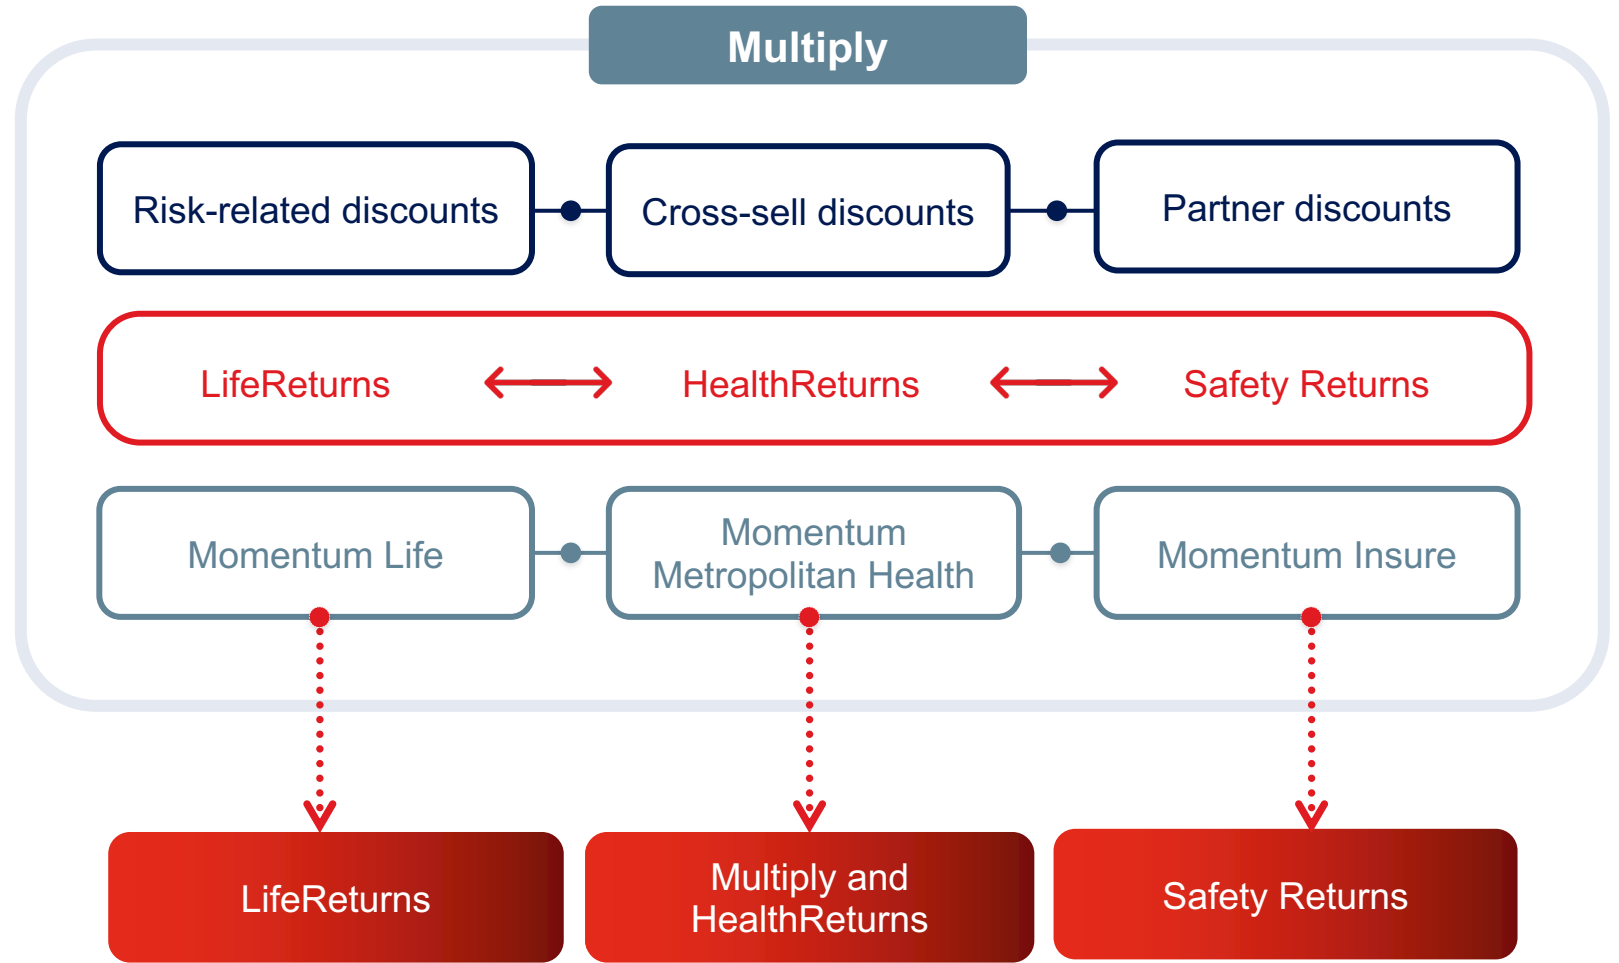 Multiply
Risk-related discounts
Cross-sell discounts
Partner discounts
LifeReturns
HealthReturns
Safety Returns
Momentum Life
Momentum
Metropolitan Health
Momentum Insure
LifeReturns
Multiply and
HealthReturns
Safety Returns